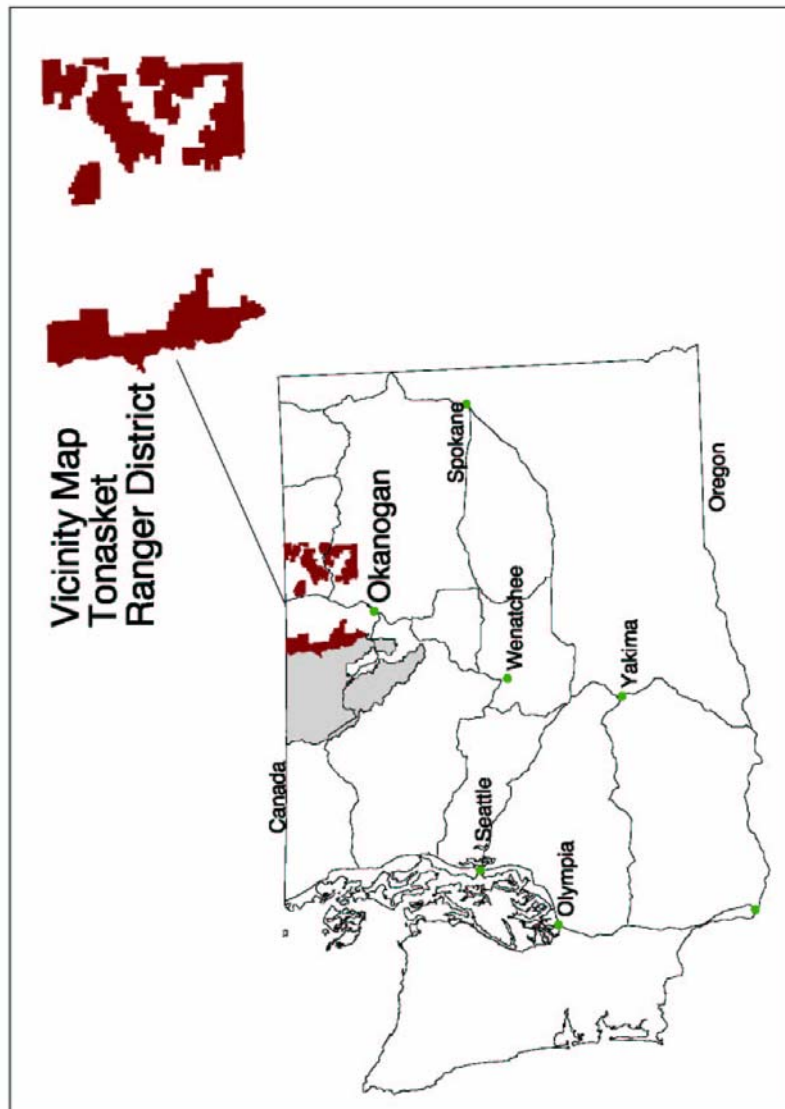 Vicinity Map
Tonasket
Ranger District
Canada
Okanogan
Seattle
Spokane
Wenatchee
Olympia
Yakima
Oregon